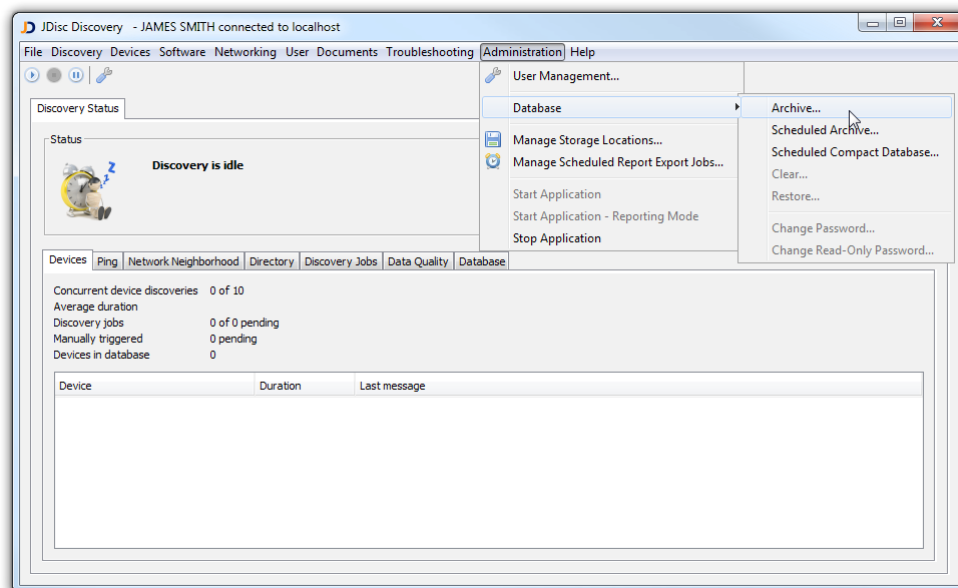 JDisc Discovery - JAMES SMITH connected to localhost
File Discovery Devices Software Networking User Documents Troubleshooting Administration Help
User Management...
Database
Manage Storage Locations...
Manage Scheduled Report Export Jobs...
Start Application
Start Application - Reporting Mode
Stop Application
Archive...
Scheduled Archive...
Scheduled Compact Database...
Clear...
Restore...
Change Password...
Change Read-Only Password...
Discovery Status
Status
Discovery is idle
Devices Ping Network Neighborhood Directory Discovery Jobs Data Quality Database
Concurrent device discoveries 0 of 10
Average duration
Discovery jobs 0 of 0 pending
Manually triggered 0 pending
Devices in database 0
Device Duration Last message